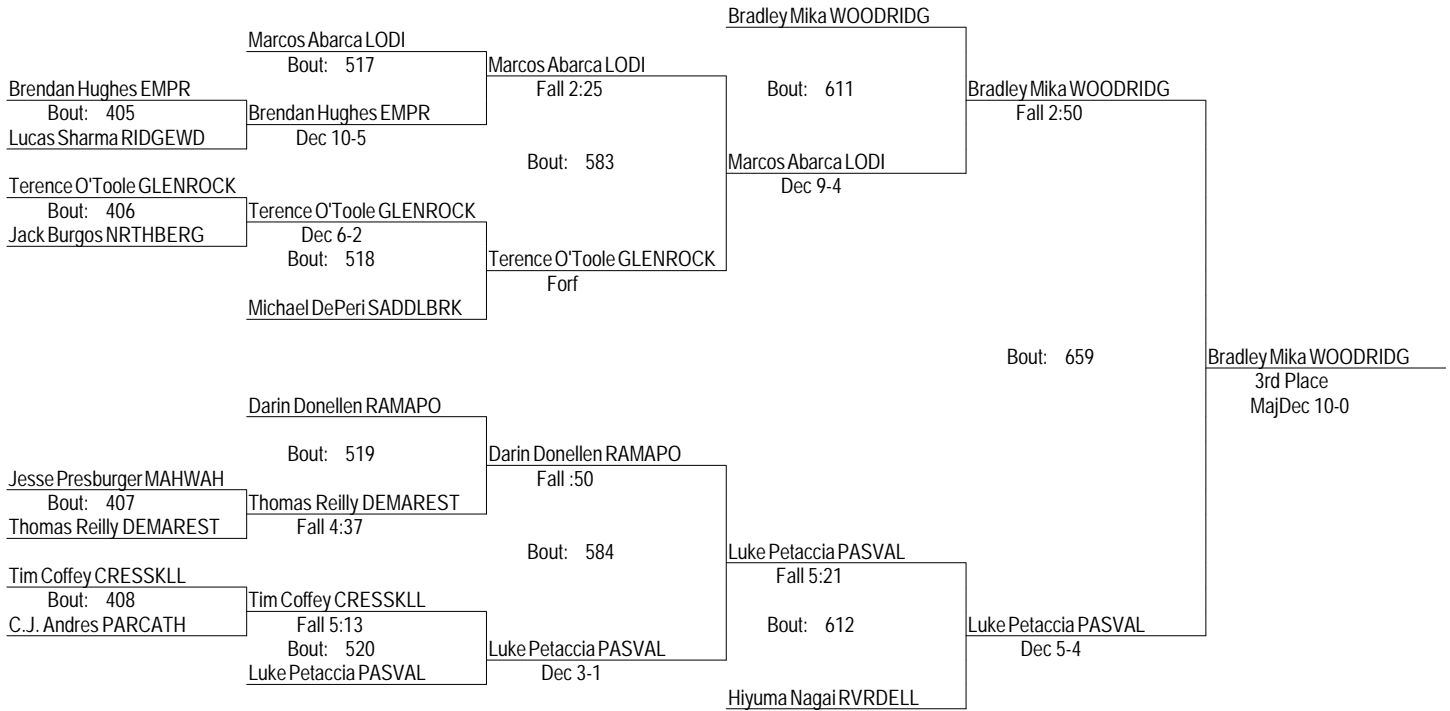 Bradley Mika WOODRIDG
Marcos Abarca LODI
Bout: 517
Marcos Abarca LODI
Fall 2:25
Brendan Hughes EMPR
Bout: 405
Lucas Sharma RIDGEWD
Brendan Hughes EMPR
Dec 10-5
Bout: 611
Bradley Mika WOODRIDG
Fall 2:50
Bout: 583
Marcos Abarca LODI
Dec 9-4
Terence O'Toole GLENROCK
Bout: 406
Jack Burgos NRTHBERG
Terence O'Toole GLENROCK
Dec 6-2
Bout: 518
Terence O'Toole GLENROCK
Forf
Michael DePeri SADDLBRK
Bout: 659
Bradley Mika WOODRIDG
3rd Place
MajDec 10-0
Darin Donellen RAMAPO
Bout: 519
Darin Donellen RAMAPO
Fall :50
Jesse Presburger MAHWAH
Bout: 407
Thomas Reilly DEMAREST
Thomas Reilly DEMAREST
Fall 4:37
Bout: 584
Luke Petaccia PASVAL
Fall 5:21
Tim Coffey CRESSKLL
Bout: 408
C.J. Andres PARCATH
Tim Coffey CRESSKLL
Fall 5:13
Bout: 520
Luke Petaccia PASVAL
Luke Petaccia PASVAL
Dec 3-1
Bout: 612
Luke Petaccia PASVAL
Dec 5-4
Hiyuma Nagai RVRDELL